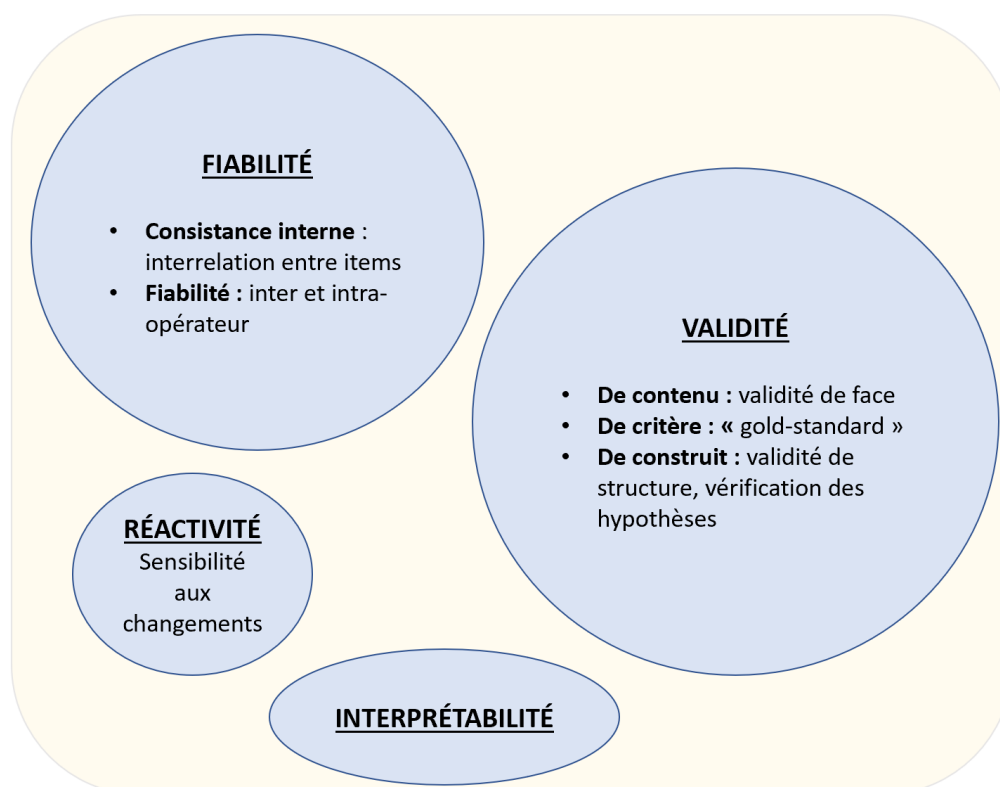 FIABILITÉ
• Consistance interne :
interrelation entre items
• Fiabilité : inter et intra-
opérateur
VALIDITÉ
• De contenu : validité de face
• De critère : « gold-standard »
• De construit : validité de
structure, vérification des
hypothèses
RÉACTIVITÉ
Sensibilité
aux
changements
INTERPRÉTABILITÉ